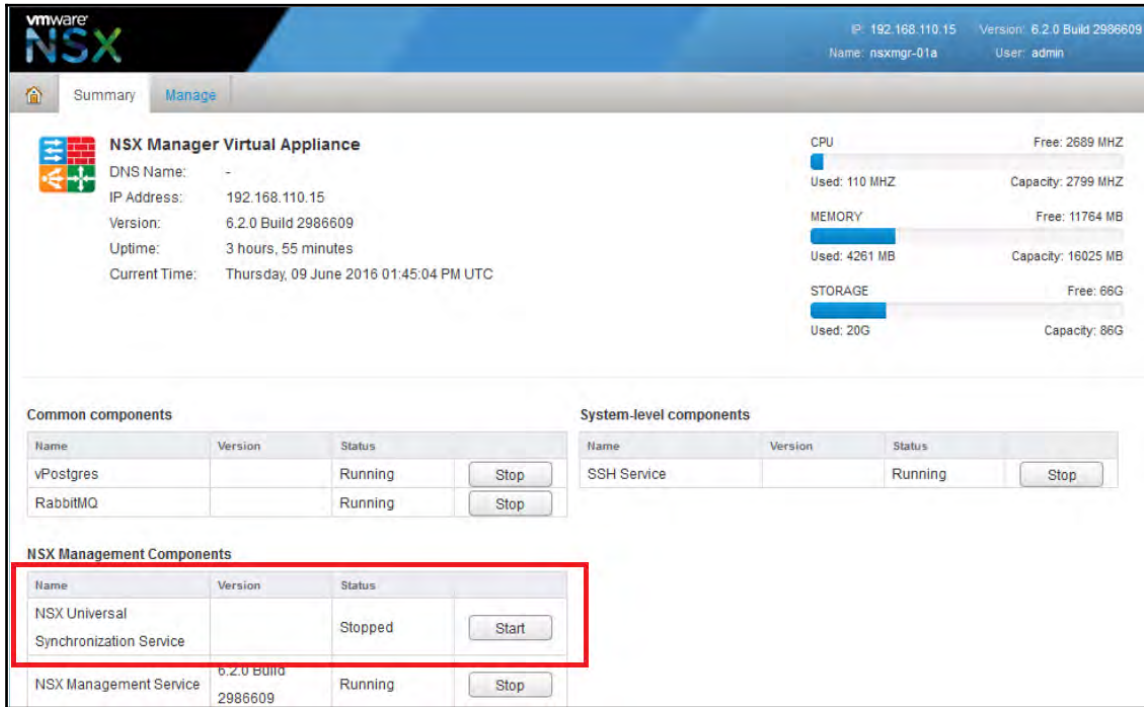 vmware
NSX
IP: 192.168.110.15 Version: 6.2.0 Build 2986609
Name: nsxmgr-01a User: admin
Summary Manage
NSX Manager Virtual Appliance
DNS Name: -
IP Address: 192.168.110.15
Version: 6.2.0 Build 2986609
Uptime: 3 hours, 55 minutes
Current Time: Thursday, 09 June 2016 01:45:04 PM UTC
CPU Free: 2689 MHZ
Used: 110 MHZ Capacity: 2799 MHZ
MEMORY Free: 11764 MB
Used: 4261 MB Capacity: 16025 MB
STORAGE Free: 66G
Used: 20G Capacity: 86G
Common components
Name Version Status
vPostgres Running Stop
RabbitMQ Running Stop
System-level components
Name Version Status
SSH Service Running Stop
NSX Management Components
Name Version Status
NSX Universal
Synchronization Service Stopped Start
NSX Management Service 6.2.0 Build
2986609 Running Stop